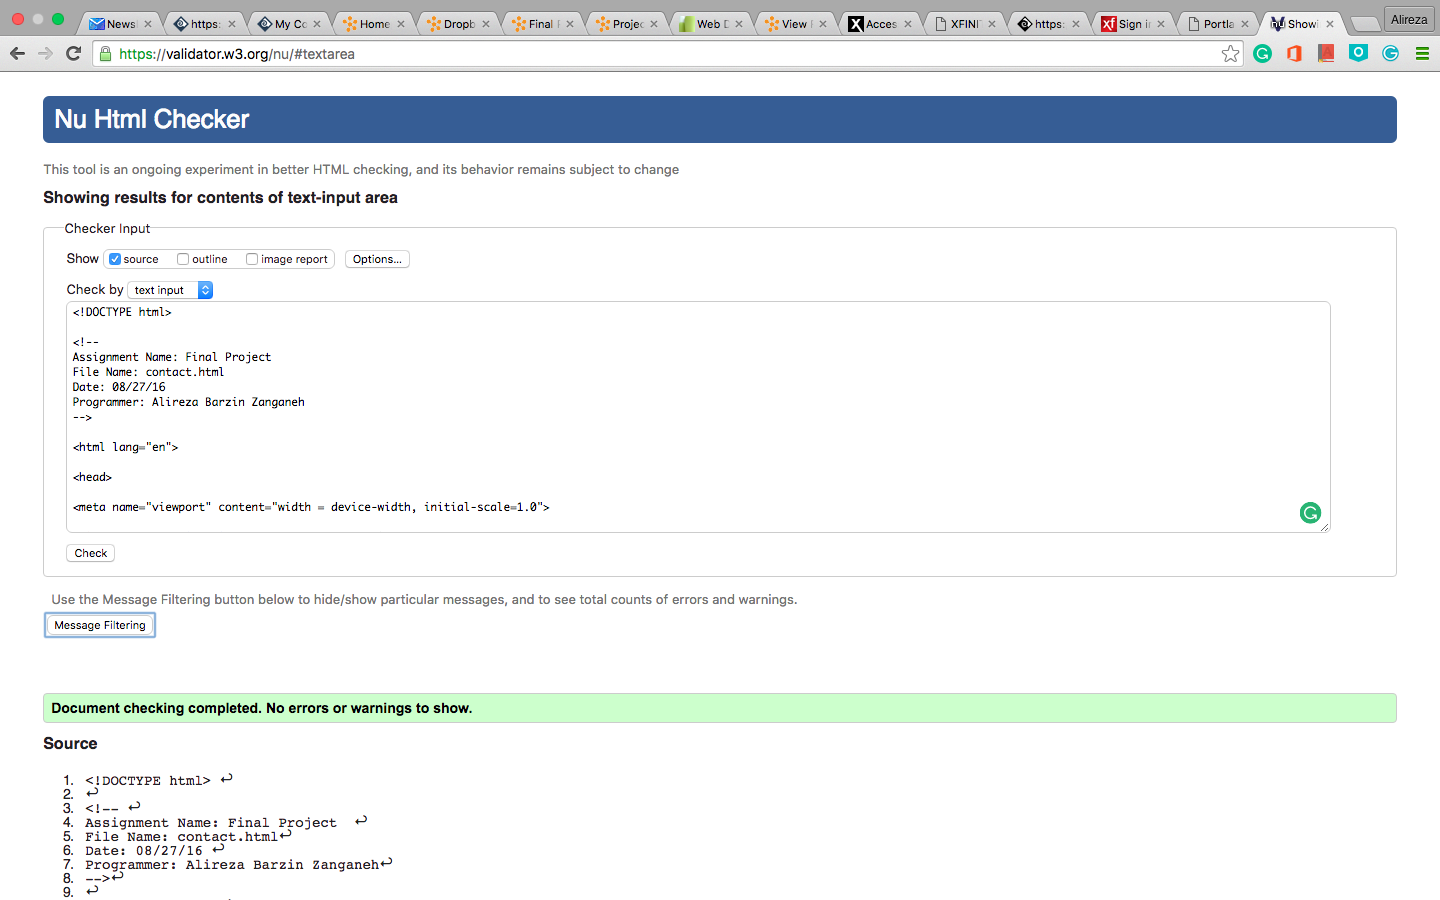 Newsl
https:
My Co
Home
Dropb
Final
Projec
Web D
View
Acces
XFINI
https:
Sign in
Portla
Showi
Alireza
https://validator.w3.org/nu/#textarea
Nu Html Checker
This tool is an ongoing experiment in better HTML checking, and its behavior remains subject to change
Showing results for contents of text-input area
Checker Input
Show source outline image report Options...
Check by text input
<!DOCTYPE html>
<!--
Assignment Name: Final Project
File Name: contact.html
Date: 08/27/16
Programmer: Alireza Barzin Zanganeh
-->
<html lang="en">
<head>
<meta name="viewport" content="width = device-width, initial-scale=1.0">
Check
Use the Message Filtering button below to hide/show particular messages, and to see total counts of errors and warnings.
Message Filtering
Document checking completed. No errors or warnings to show.
Source
1. <!DOCTYPE html> ↩
2. ↩
3. <!-- ↩
4. Assignment Name: Final Project ↩
5. File Name: contact.html↩
6. Date: 08/27/16 ↩
7. Programmer: Alireza Barzin Zanganeh↩
8. -->↩
9. ↩